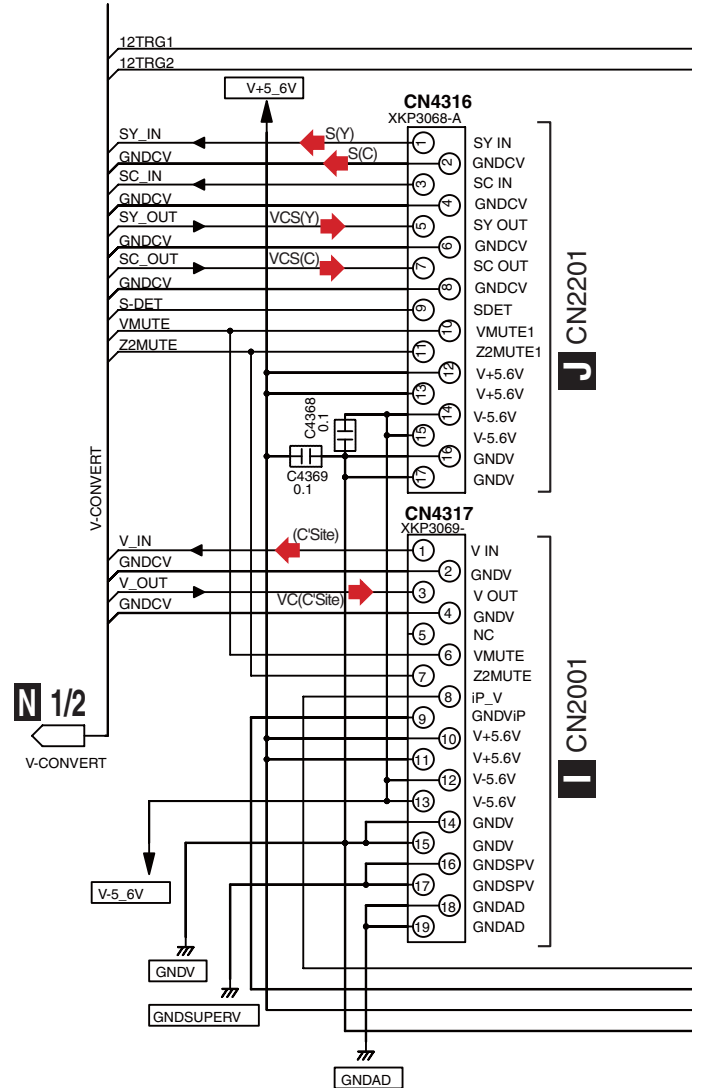 12TRG1
12TRG2
V+5_6V
CN4316
XKP3068-A
SY_IN S(Y) 1 SY IN
GNDCV S(C) 2 GNDCV
SC_IN 3 SC IN
GNDCV 4 GNDCV
SY_OUT VCS(Y) 5 SY OUT
GNDCV 6 GNDCV
SC_OUT VCS(C) 7 SC OUT
GNDCV 8 GNDCV
S-DET 9 SDET
VMUTE 10 VMUTE1
Z2MUTE 11 Z2MUTE1
12 V+5.6V
13 V+5.6V
14 V-5.6V
15 V-5.6V
16 GNDV
17 GNDV
C4368
0.1
C4369
0.1
J CN2201
V-CONVERT
CN4317
XKP3069-
V_IN (C'Site) 1 V IN
GNDCV 2 GNDV
V_OUT VC(C'Site) 3 V OUT
GNDCV 4 GNDV
5 NC
6 VMUTE
7 Z2MUTE
8 iP_V
9 GNDViP
10 V+5.6V
11 V+5.6V
12 V-5.6V
13 V-5.6V
14 GNDV
15 GNDV
16 GNDSPV
17 GNDSPV
18 GNDAD
19 GNDAD
I CN2001
N 1/2
V-CONVERT
V-5_6V
GNDV
GNDSUPERV
GNDAD